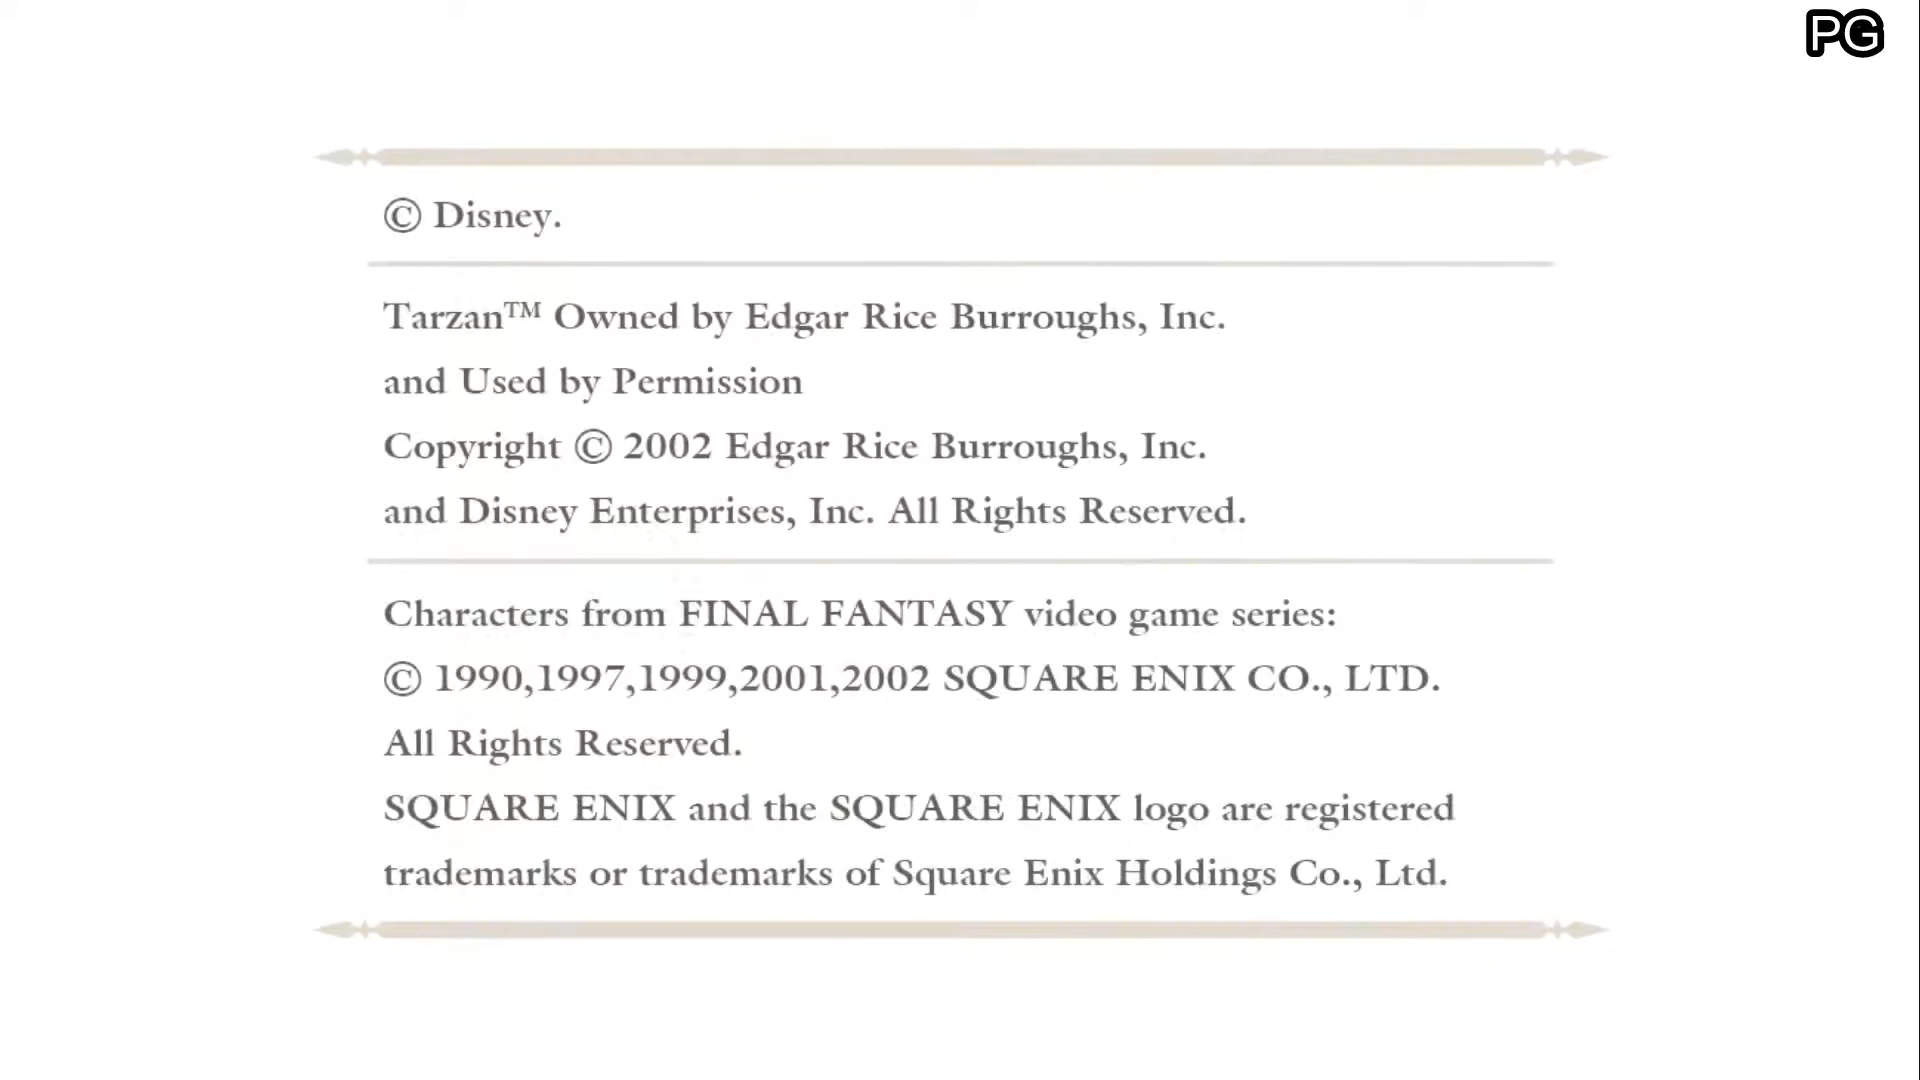 PG
© Disney.
Tarzan™ Owned by Edgar Rice Burroughs, Inc.
and Used by Permission
Copyright © 2002 Edgar Rice Burroughs, Inc.
and Disney Enterprises, Inc. All Rights Reserved.
Characters from FINAL FANTASY video game series:
© 1990,1997,1999,2001,2002 SQUARE ENIX CO., LTD.
All Rights Reserved.
SQUARE ENIX and the SQUARE ENIX logo are registered
trademarks or trademarks of Square Enix Holdings Co., Ltd.